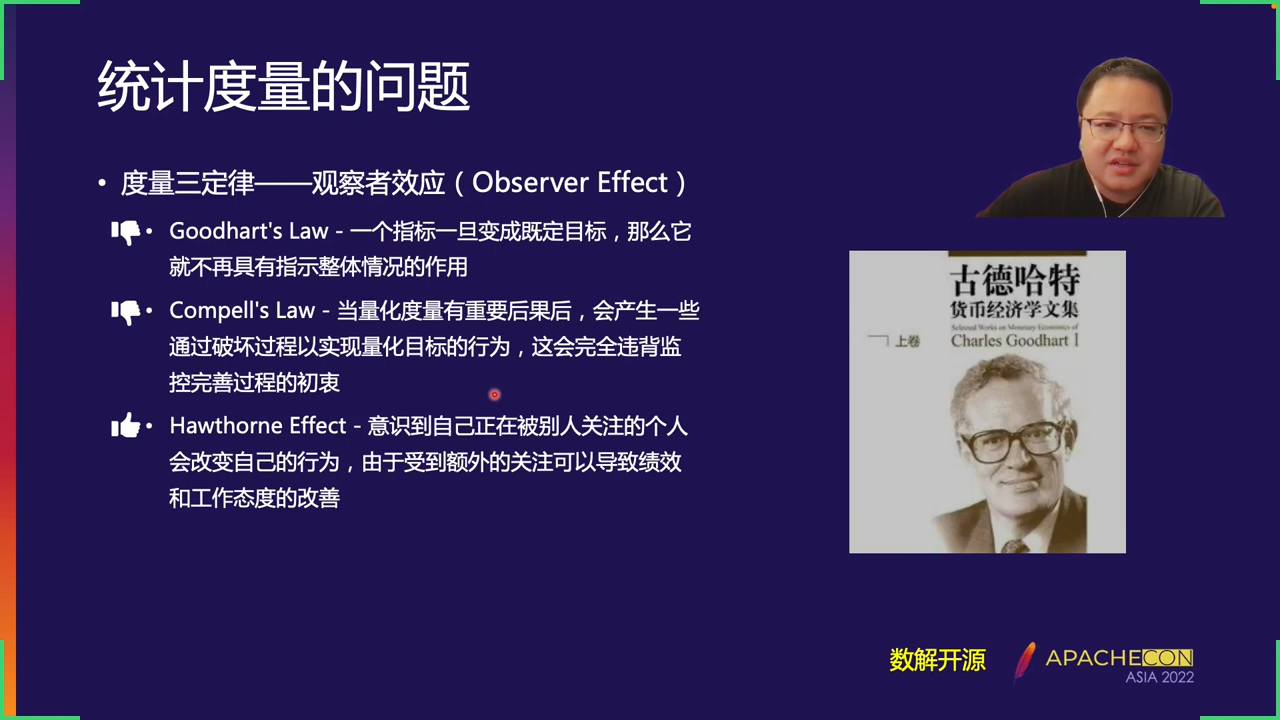 统计度量的问题
• 度量三定律——观察者效应（Observer Effect）
• Goodhart's Law - 一个指标一旦变成既定目标，那么它
就不再具有指示整体情况的作用
• Compell's Law - 当量化度量有重要后果后，会产生一些
通过破坏过程以实现量化目标的行为，这会完全违背监
控完善过程的初衷
• Hawthorne Effect - 意识到自己正在被别人关注的个人
会改变自己的行为，由于受到额外的关注可以导致绩效
和工作态度的改善
古德哈特
货币经济学文集
Selected Works on Monetary Economics of
Charles Goodhart I
上卷
数解开源
APACHECON
ASIA 2022